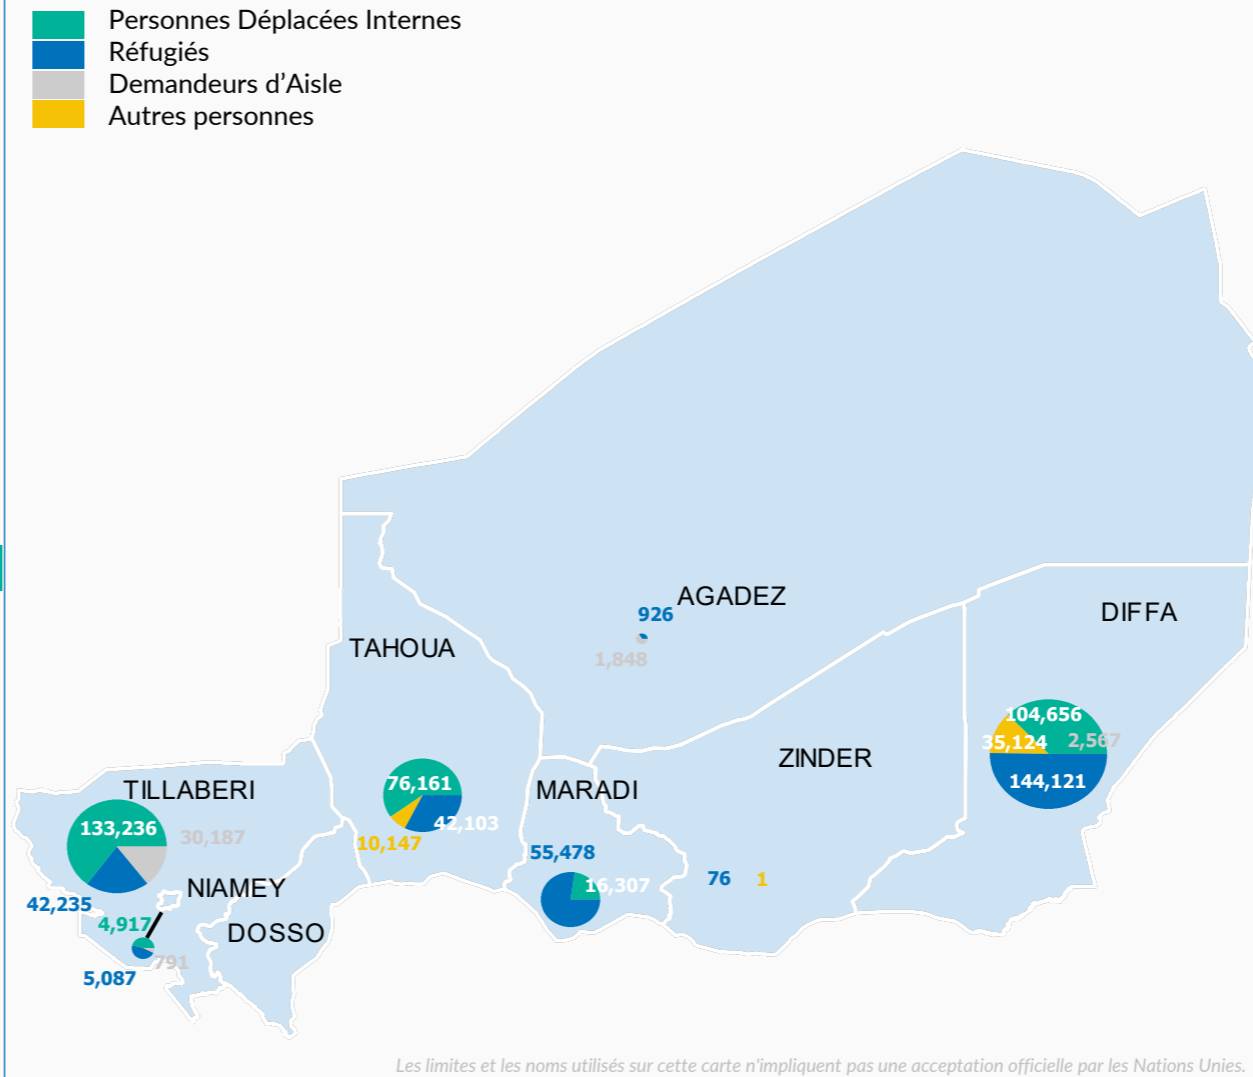 Personnes Déplacées Internes
Réfugiés
Demandeurs d’Aisle
Autres personnes
AGADEZ
926
1,848
DIFFA
104,656
35,124
2,567
144,121
TAHOUA
76,161
42,103
10,147
ZINDER
76
1
MARADI
55,478
16,307
TILLABERI
133,236
30,187
42,235
NIAMEY
4,917
791
5,087
DOSSO
Les limites et les noms utilisés sur cette carte n'impliquent pas une acceptation officielle par les Nations Unies.